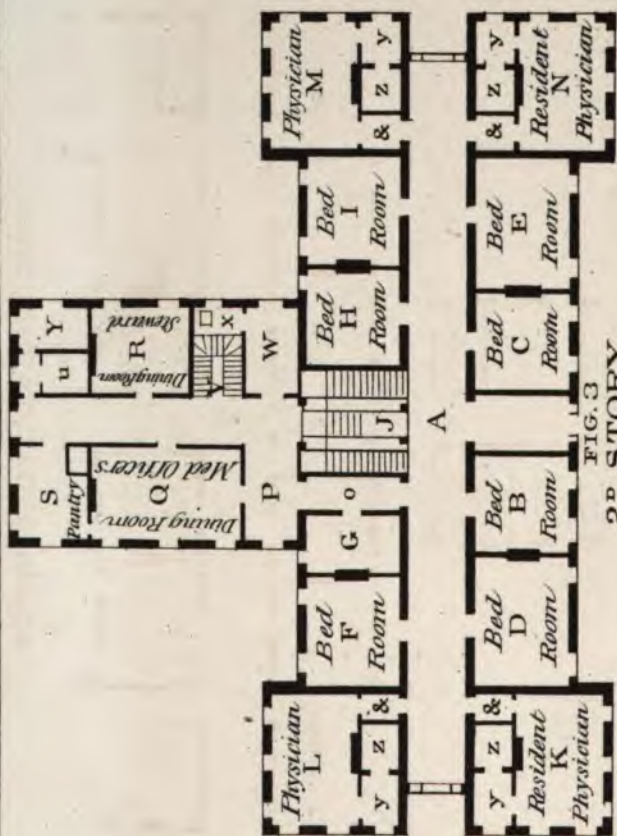 Physician
M
y
z
&
y
z
&
Resident
N
Physician
Bed
I
Room
Bed
E
Room
Y
u
Steward
R
Dining Room
x
v
W
Bed
H
Room
Bed
C
Room
J
A
FIG. 3
2D STORY
S
Pantry
Med Officers
Q
Dining Room
P
o
G
Bed
B
Room
Bed
F
Room
Bed
D
Room
Physician
L
&
z
y
&
z
y
Resident
K
Physician